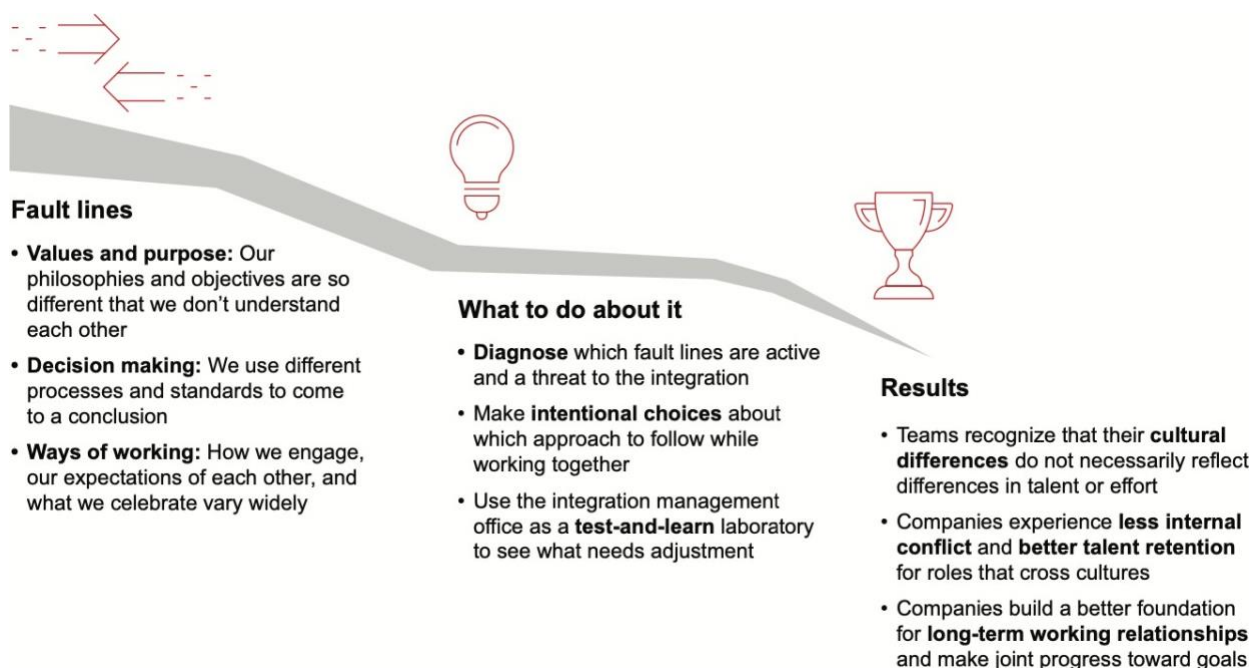 Fault lines
• Values and purpose: Our
philosophies and objectives are so
different that we don’t understand
each other
• Decision making: We use different
processes and standards to come
to a conclusion
• Ways of working: How we engage,
our expectations of each other, and
what we celebrate vary widely
What to do about it
• Diagnose which fault lines are active
and a threat to the integration
• Make intentional choices about
which approach to follow while
working together
• Use the integration management
office as a test-and-learn laboratory
to see what needs adjustment
Results
• Teams recognize that their cultural
differences do not necessarily reflect
differences in talent or effort
• Companies experience less internal
conflict and better talent retention
for roles that cross cultures
• Companies build a better foundation
for long-term working relationships
and make joint progress toward goals